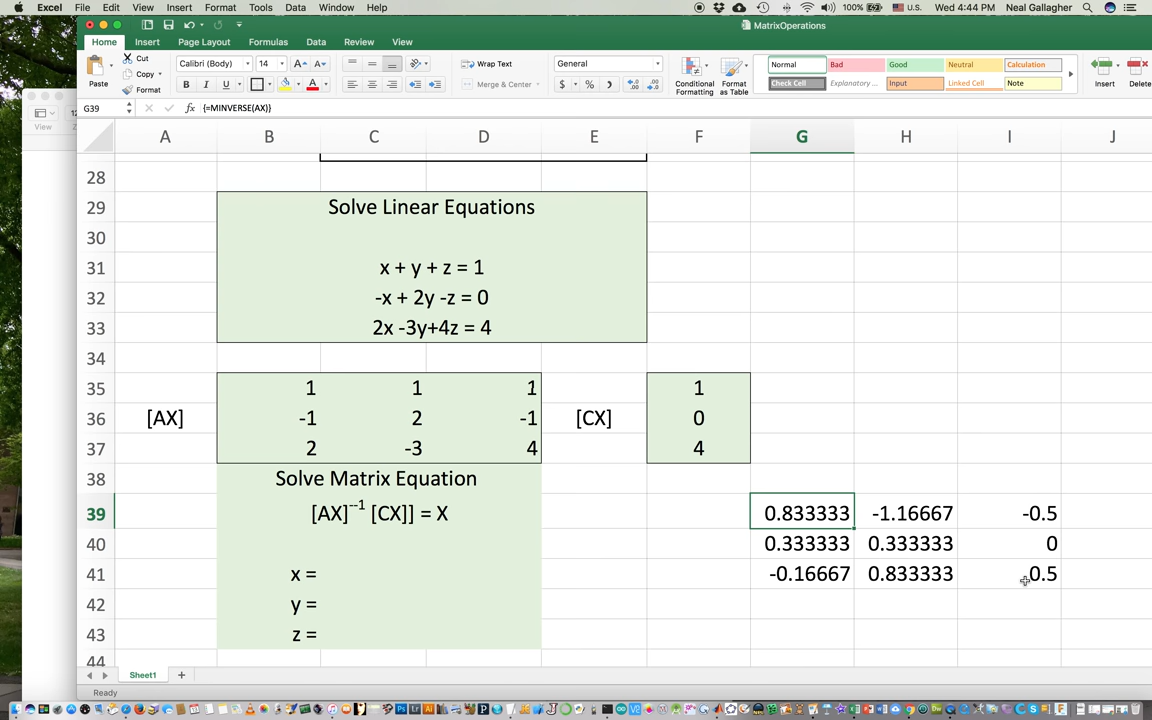 Excel File Edit View Insert Format Tools Data Window Help 100% U.S. Wed 4:44 PM Neal Gallagher
MatrixOperations
Home Insert Page Layout Formulas Data Review View
Cut
Copy
Format
Paste
Calibri (Body) 14
B I U
Wrap Text
Merge & Center
General
$ % ,
Conditional Formatting
Format as Table
Normal Bad Good Neutral Calculation
Check Cell Explanatory ... Input Linked Cell Note
Insert Delete
View
G39 fx {=MINVERSE(AX)}
A B C D E F G H I J
28
29 Solve Linear Equations
30
31 x + y + z = 1
32 -x + 2y -z = 0
33 2x -3y+4z = 4
34
35 1 1 1 1
36 [AX] -1 2 -1 [CX] 0
37 2 -3 4 4
38 Solve Matrix Equation
39 [AX]--1 [CX]] = X 0.833333 -1.16667 -0.5
40 0.333333 0.333333 0
41 x = -0.16667 0.833333 0.5
42 y =
43 z =
44
Sheet1 +
Ready